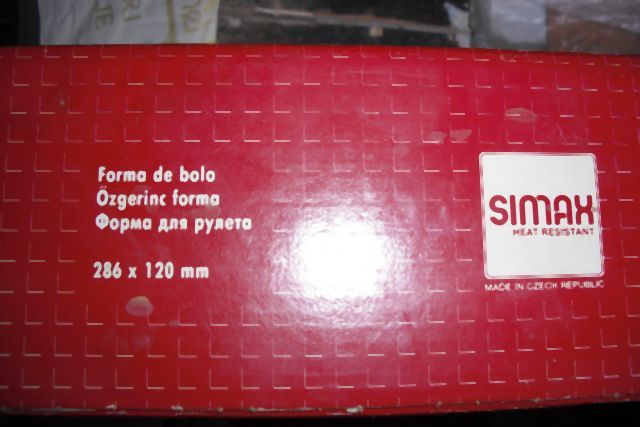 Forma de bolo
Özgerinc forma
Форма для рулета
286 x 120 mm
SIMAX
HEAT RESISTANT
MADE IN CZECH REPUBLIC